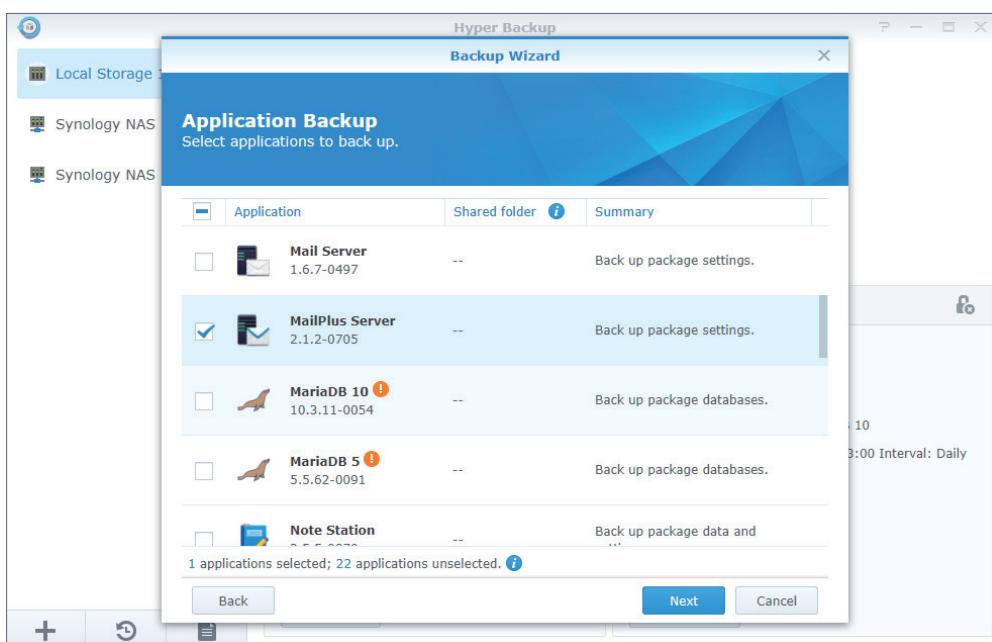 Hyper Backup
Local Storage 1
Synology NAS
Synology NAS
Backup Wizard
Application Backup
Select applications to back up.
Application Shared folder Summary
Mail Server
1.6.7-0497 -- Back up package settings.
MailPlus Server
2.1.2-0705 -- Back up package settings.
MariaDB 10
10.3.11-0054 -- Back up package databases.
MariaDB 5
5.5.62-0091 -- Back up package databases.
Note Station -- Back up package data and
1 applications selected; 22 applications unselected.
Back Next Cancel
10
3:00 Interval: Daily